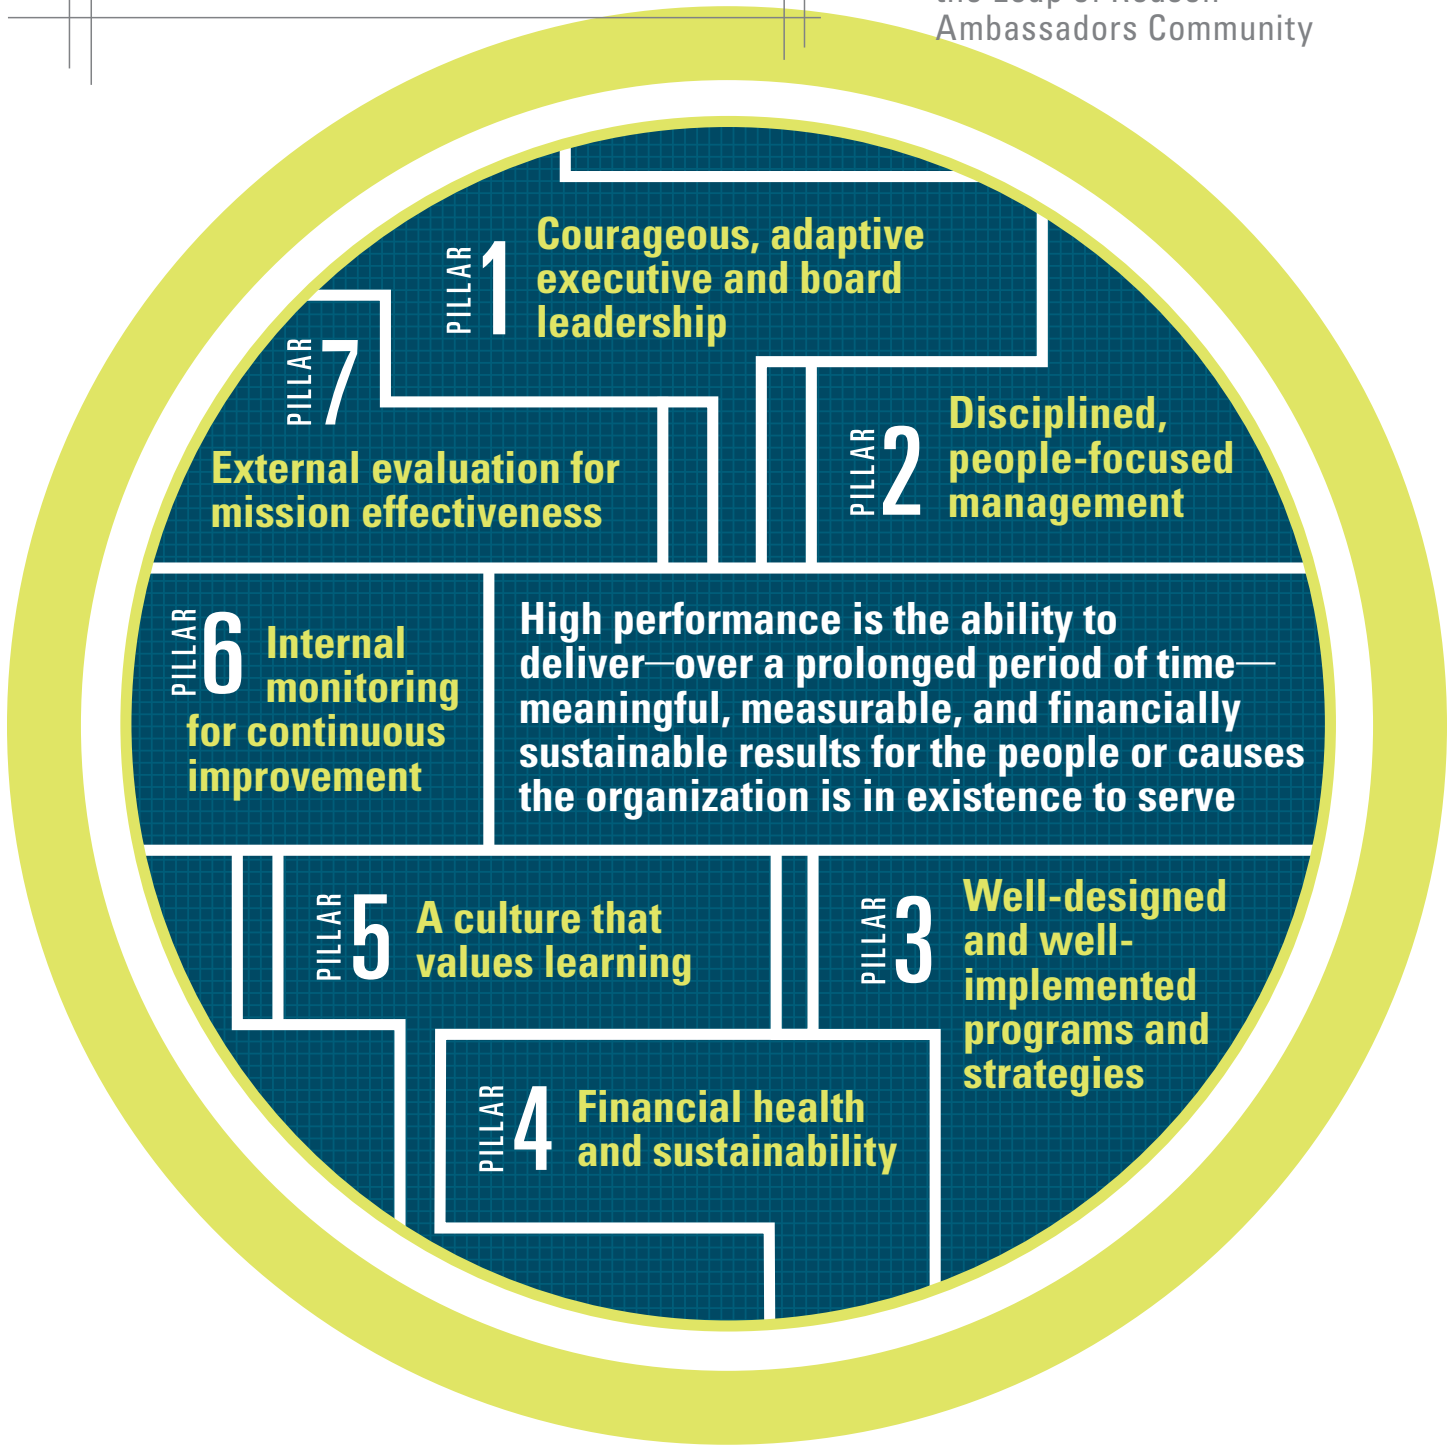 Ambassadors Community
PILLAR 1
Courageous, adaptive
executive and board
leadership
PILLAR 2
Disciplined,
people-focused
management
PILLAR 7
External evaluation for
mission effectiveness
PILLAR 6
Internal
monitoring
for continuous
improvement
High performance is the ability to
deliver—over a prolonged period of time—
meaningful, measurable, and financially
sustainable results for the people or causes
the organization is in existence to serve
PILLAR 5
A culture that
values learning
PILLAR 3
Well-designed
and well-
implemented
programs and
strategies
PILLAR 4
Financial health
and sustainability